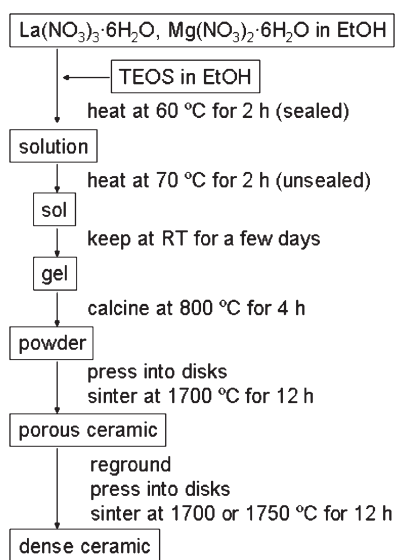 La(NO₃)₃·6H₂O, Mg(NO₃)₂·6H₂O in EtOH
TEOS in EtOH
heat at 60 ºC for 2 h (sealed)
solution
heat at 70 ºC for 2 h (unsealed)
sol
keep at RT for a few days
gel
calcine at 800 ºC for 4 h
powder
press into disks
sinter at 1700 ºC for 12 h
porous ceramic
reground
press into disks
sinter at 1700 or 1750 ºC for 12 h
dense ceramic